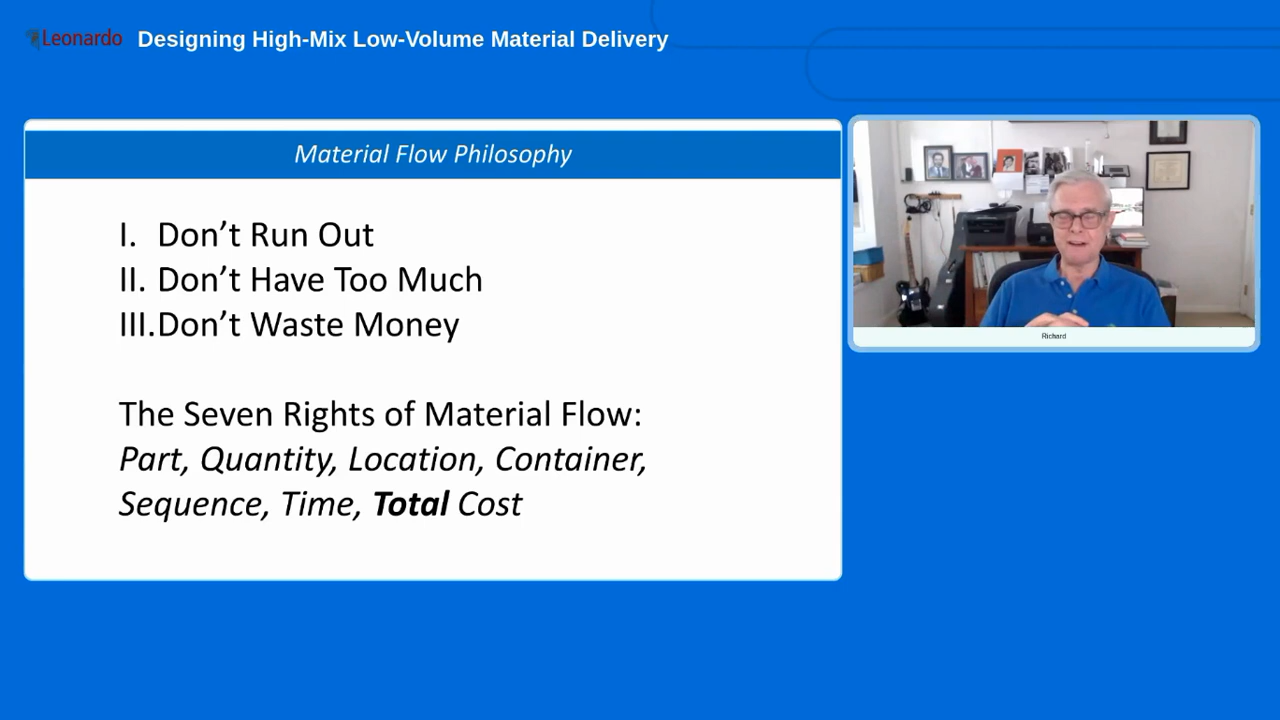 Leonardo
Designing High-Mix Low-Volume Material Delivery
Material Flow Philosophy
I. Don’t Run Out
II. Don’t Have Too Much
III.Don’t Waste Money
The Seven Rights of Material Flow:
Part, Quantity, Location, Container,
Sequence, Time, Total Cost
Richard